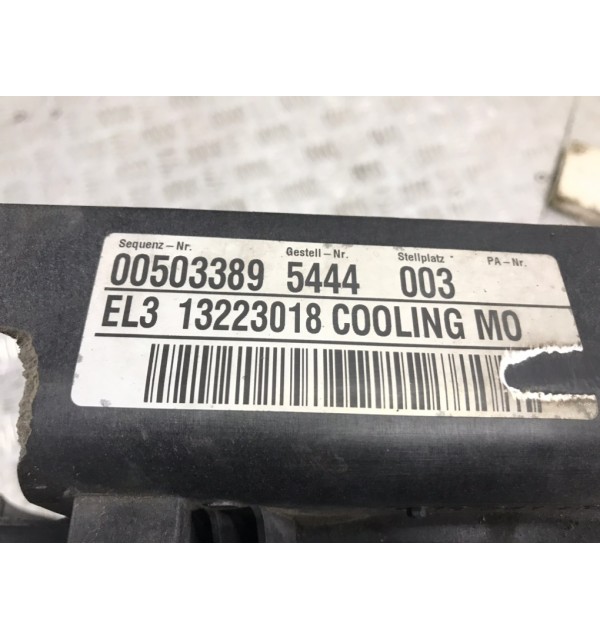 Sequenz-Nr. Gestell-Nr. Stellplatz PA-Nr.
00503389 5444 003
EL3 13223018 COOLING MO